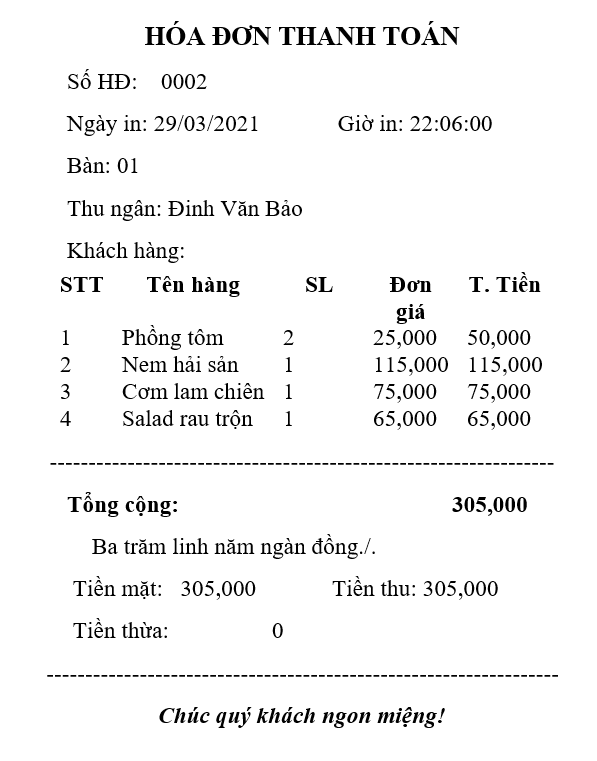 HÓA ĐƠN THANH TOÁN
Số HĐ: 0002
Ngày in: 29/03/2021 Giờ in: 22:06:00
Bàn: 01
Thu ngân: Đinh Văn Bảo
Khách hàng:
STT Tên hàng SL Đơn giá T. Tiền
1 Phồng tôm 2 25,000 50,000
2 Nem hải sản 1 115,000 115,000
3 Cơm lam chiên 1 75,000 75,000
4 Salad rau trộn 1 65,000 65,000
Tổng cộng: 305,000
Ba trăm linh năm ngàn đồng./.
Tiền mặt: 305,000 Tiền thu: 305,000
Tiền thừa: 0
Chúc quý khách ngon miệng!